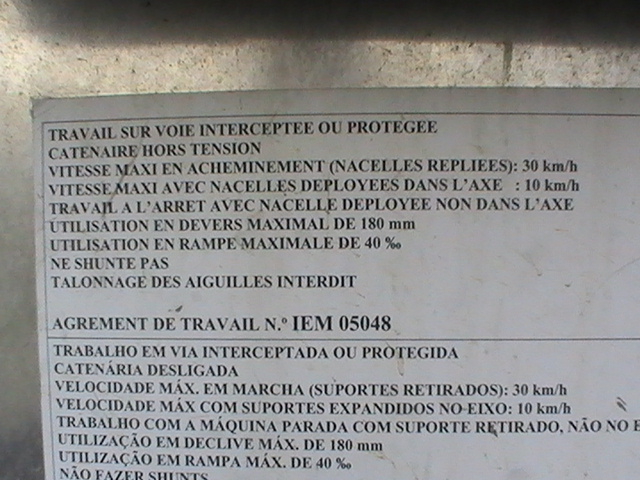 TRAVAIL SUR VOIE INTERCEPTEE OU PROTEGEE
CATENAIRE HORS TENSION
VITESSE MAXI EN ACHEMINEMENT (NACELLES REPLIEES): 30 km/h
VITESSE MAXI AVEC NACELLES DEPLOYEES DANS L'AXE : 10 km/h
TRAVAIL A L'ARRET AVEC NACELLE DEPLOYEE NON DANS L'AXE
UTILISATION EN DEVERS MAXIMAL DE 180 mm
UTILISATION EN RAMPE MAXIMALE DE 40 ‰
NE SHUNTE PAS
TALONNAGE DES AIGUILLES INTERDIT
AGREMENT DE TRAVAIL N.º IEM 05048
TRABALHO EM VIA INTERCEPTADA OU PROTEGIDA
CATENÁRIA DESLIGADA
VELOCIDADE MÁX. EM MARCHA (SUPORTES RETIRADOS): 30 km/h
VELOCIDADE MÁX COM SUPORTES EXPANDIDOS NO EIXO: 10 km/h
TRABALHO COM A MÁQUINA PARADA COM SUPORTE RETIRADO, NÃO NO E
UTILIZAÇÃO EM DECLIVE MÁX. DE 180 mm
UTILIZAÇÃO EM RAMPA MÁX. DE 40 ‰
NÃO FAZER SHUNTS